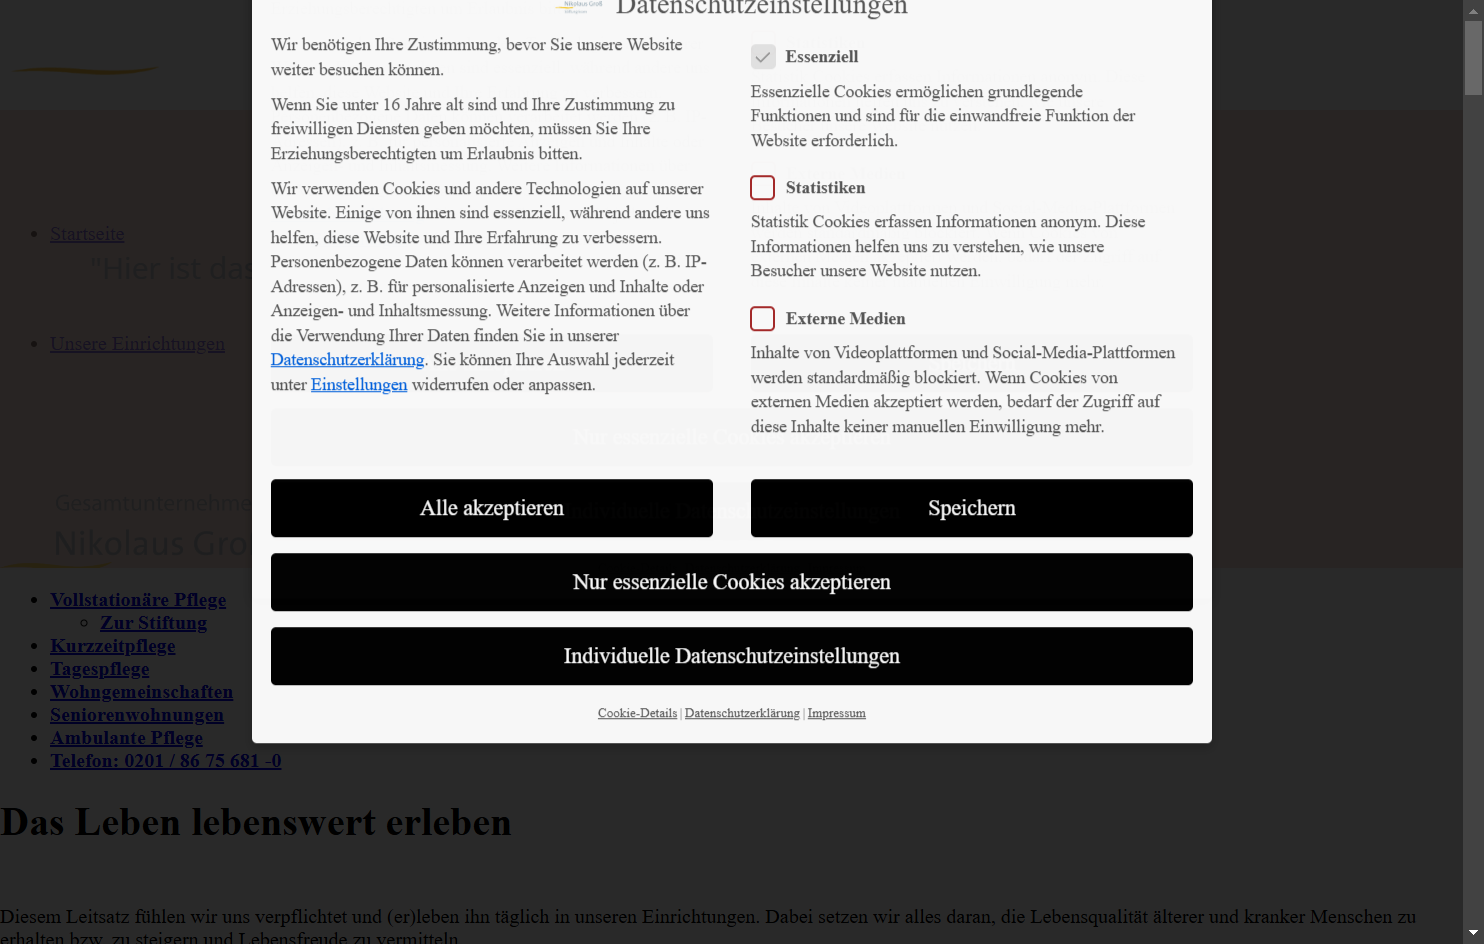 Nikolaus Groß
Datenschutzeinstellungen
Wir benötigen Ihre Zustimmung, bevor Sie unsere Website
weiter besuchen können.
Wenn Sie unter 16 Jahre alt sind und Ihre Zustimmung zu
freiwilligen Diensten geben möchten, müssen Sie Ihre
Erziehungsberechtigten um Erlaubnis bitten.
Wir verwenden Cookies und andere Technologien auf unserer
Website. Einige von ihnen sind essenziell, während andere uns
helfen, diese Website und Ihre Erfahrung zu verbessern.
Personenbezogene Daten können verarbeitet werden (z. B. IP-
Adressen), z. B. für personalisierte Anzeigen und Inhalte oder
Anzeigen- und Inhaltsmessung. Weitere Informationen über
die Verwendung Ihrer Daten finden Sie in unserer
Datenschutzerklärung. Sie können Ihre Auswahl jederzeit
unter Einstellungen widerrufen oder anpassen.
Essenziell
Essenzielle Cookies ermöglichen grundlegende
Funktionen und sind für die einwandfreie Funktion der
Website erforderlich.
Statistiken
Statistik Cookies erfassen Informationen anonym. Diese
Informationen helfen uns zu verstehen, wie unsere
Besucher unsere Website nutzen.
Externe Medien
Inhalte von Videoplattformen und Social-Media-Plattformen
werden standardmäßig blockiert. Wenn Cookies von
externen Medien akzeptiert werden, bedarf der Zugriff auf
diese Inhalte keiner manuellen Einwilligung mehr.
Alle akzeptieren
Speichern
Nur essenzielle Cookies akzeptieren
Individuelle Datenschutzeinstellungen
Cookie-Details | Datenschutzerklärung | Impressum
Startseite
"Hier ist das
Unsere Einrichtungen
Gesamtunternehme
Nikolaus Gro
Vollstationäre Pflege
Zur Stiftung
Kurzzeitpflege
Tagespflege
Wohngemeinschaften
Seniorenwohnungen
Ambulante Pflege
Telefon: 0201 / 86 75 681 -0
Das Leben lebenswert erleben
Diesem Leitsatz fühlen wir uns verpflichtet und (er)leben ihn täglich in unseren Einrichtungen. Dabei setzen wir alles daran, die Lebensqualität älterer und kranker Menschen zu
erhalten bzw. zu steigern und Lebensfreude zu vermitteln.